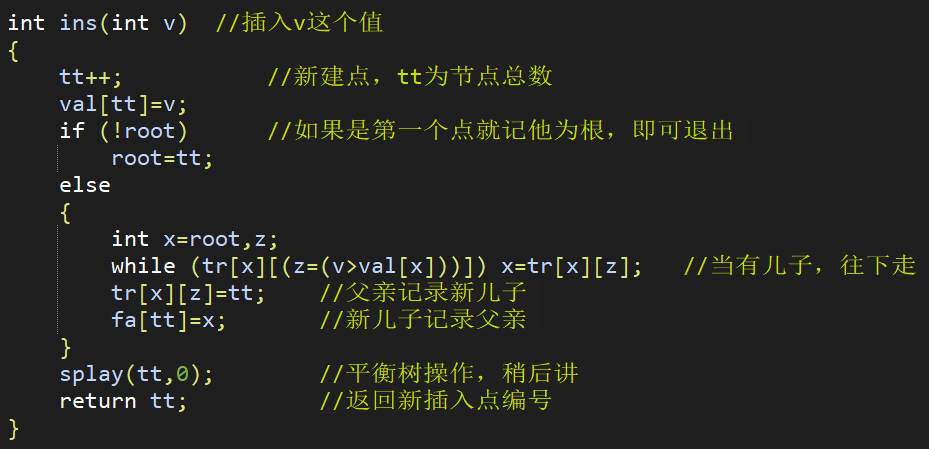 int ins(int v)  //插入v这个值
{
    tt++;           //新建点，tt为节点总数
    val[tt]=v;
    if (!root)      //如果是第一个点就记他为根，即可退出
        root=tt;
    else
    {
        int x=root,z;
        while (tr[x][(z=(v>val[x]))]) x=tr[x][z];   //当有儿子，往下走
        tr[x][z]=tt;    //父亲记录新儿子
        fa[tt]=x;       //新儿子记录父亲
    }
    splay(tt,0);        //平衡树操作，稍后讲
    return tt;          //返回新插入点编号
}